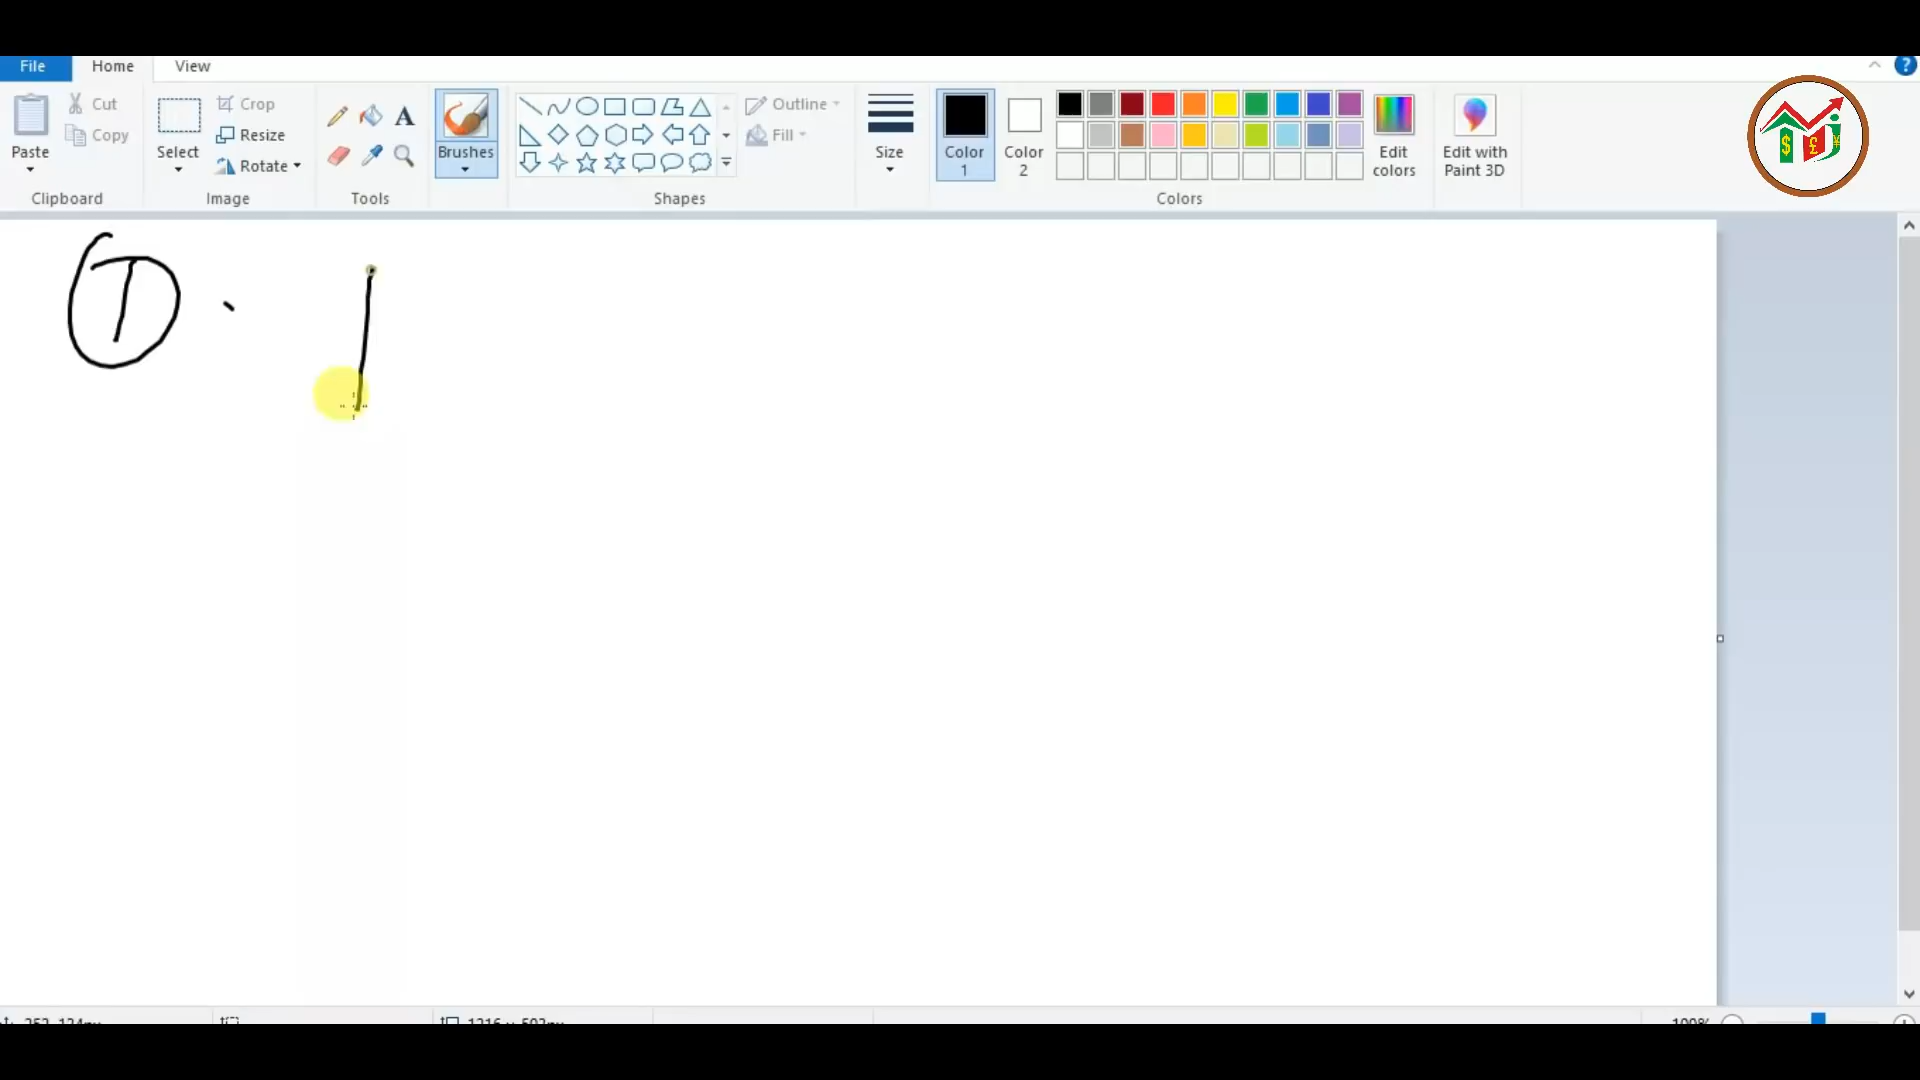 File Home View
Cut
Copy
Paste
Clipboard
Select
Crop
Resize
Rotate
Image
A
Tools
Brushes
Shapes
Outline
Fill
Size
Color
1
Color
2
Colors
Edit
colors
Edit with
Paint 3D
?
$ £ ¥
1
100%